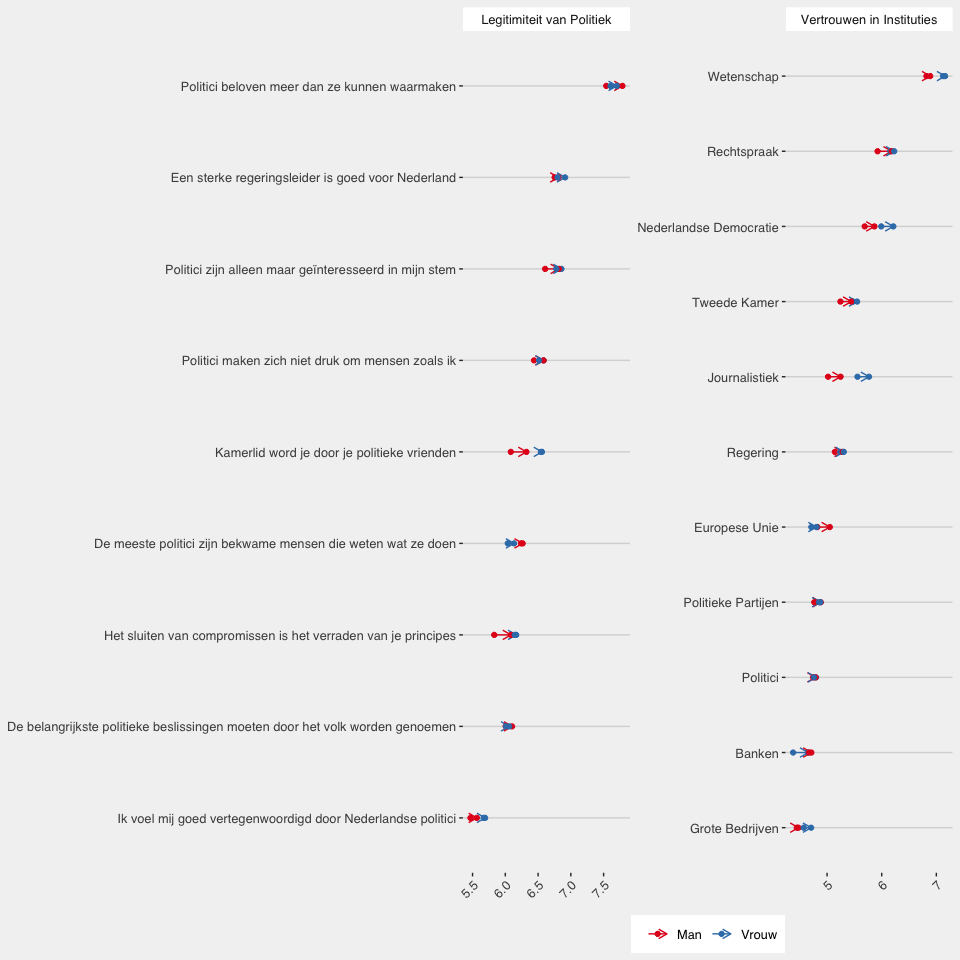 Legitimiteit van Politiek
Politici beloven meer dan ze kunnen waarmaken
Een sterke regeringsleider is goed voor Nederland
Politici zijn alleen maar geïnteresseerd in mijn stem
Politici maken zich niet druk om mensen zoals ik
Kamerlid word je door je politieke vrienden
De meeste politici zijn bekwame mensen die weten wat ze doen
Het sluiten van compromissen is het verraden van je principes
De belangrijkste politieke beslissingen moeten door het volk worden genoemen
Ik voel mij goed vertegenwoordigd door Nederlandse politici
5.5 6.0 6.5 7.0 7.5
Vertrouwen in Instituties
Wetenschap
Rechtspraak
Nederlandse Democratie
Tweede Kamer
Journalistiek
Regering
Europese Unie
Politieke Partijen
Politici
Banken
Grote Bedrijven
5 6 7
Man Vrouw